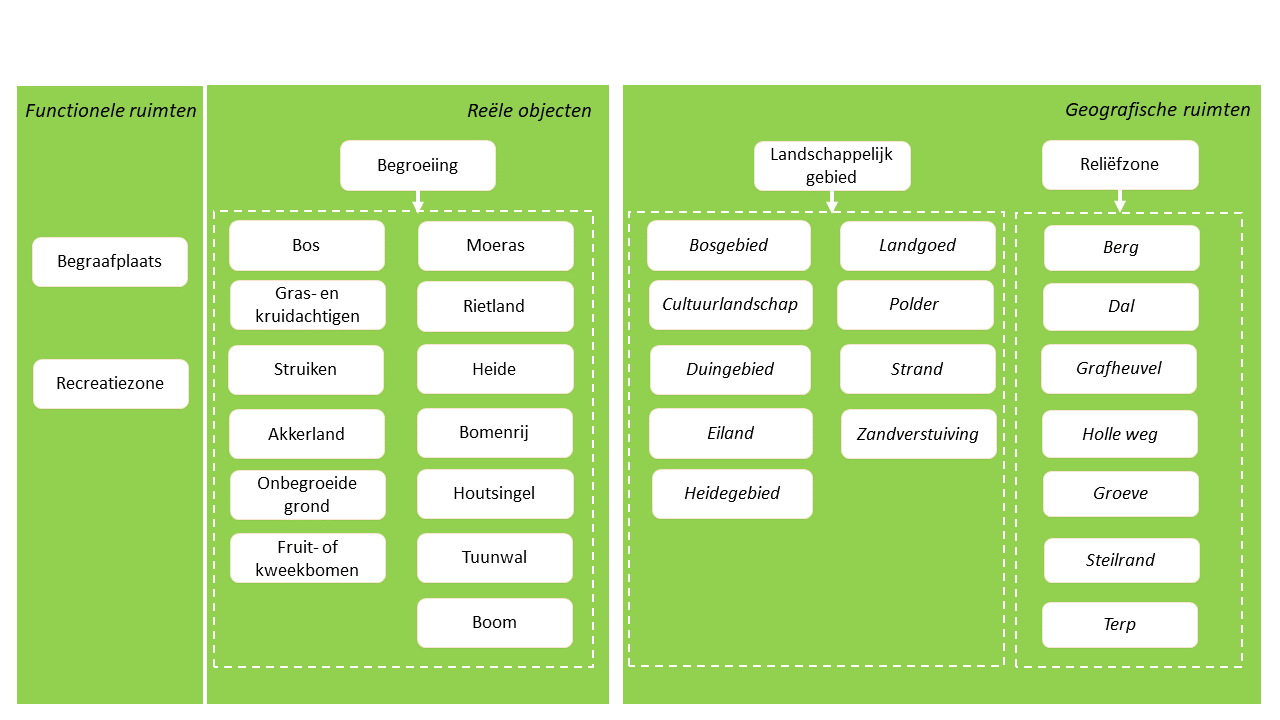 Functionele ruimten
Begraafplaats
Recreatiezone
Reële objecten
Begroeiing
Bos
Gras- en
kruidachtigen
Struiken
Akkerland
Onbegroeide
grond
Fruit- of
kweekbomen
Moeras
Rietland
Heide
Bomenrij
Houtsingel
Tuunwal
Boom
Geografische ruimten
Landschappelijk
gebied
Bosgebied
Cultuurlandschap
Duingebied
Eiland
Heidegebied
Landgoed
Polder
Strand
Zandverstuiving
Reliëfzone
Berg
Dal
Grafheuvel
Holle weg
Groeve
Steilrand
Terp